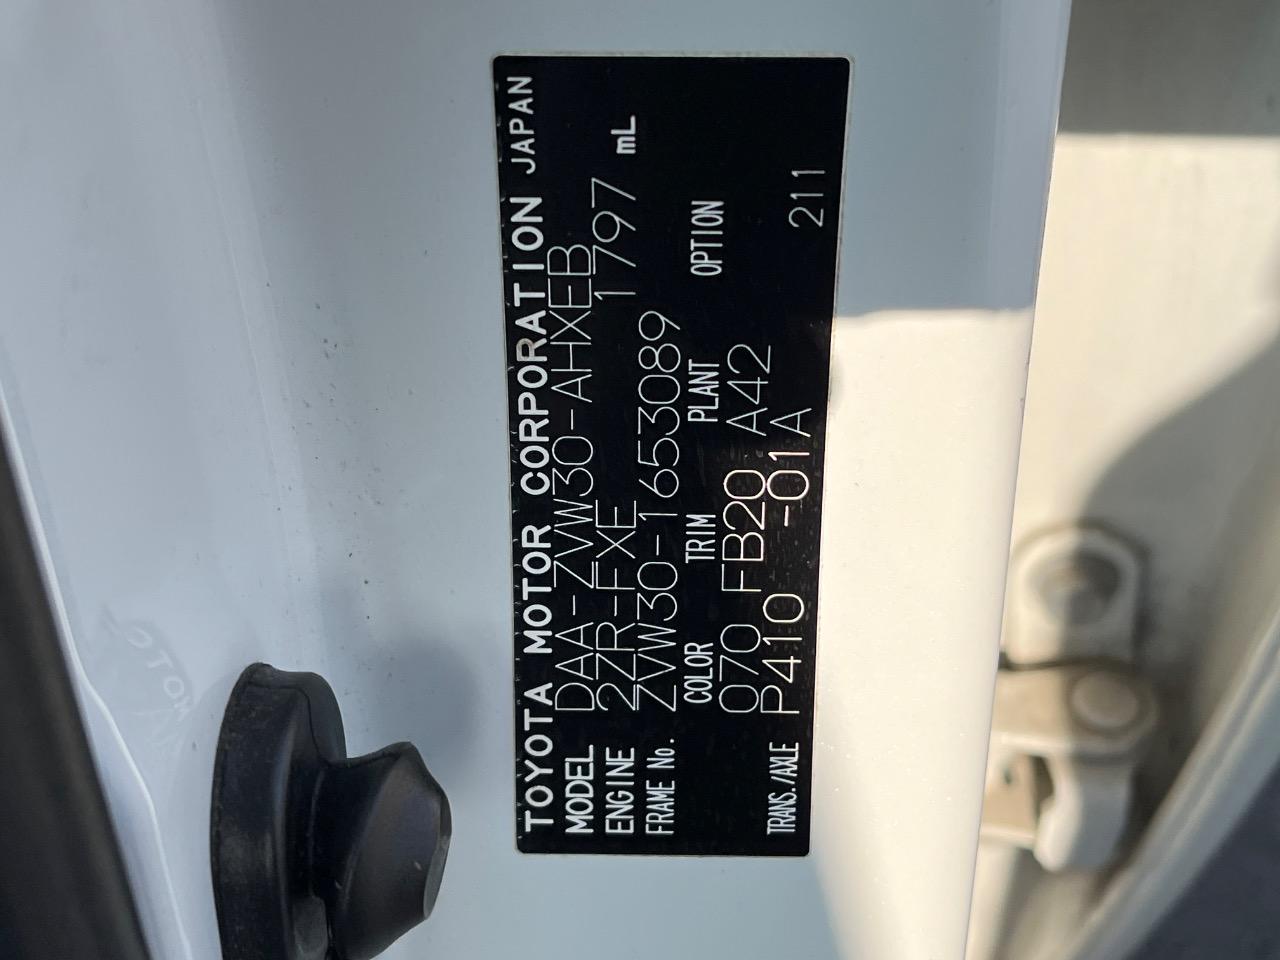 TOYOTA MOTOR CORPORATION JAPAN
MODEL DAA-ZVW30-AHXEB
ENGINE 2ZR-FXE 1797 mL
FRAME No. ZVW30-1653089
COLOR TRIM PLANT OPTION
070 FB20 A42
TRANS./AXLE P410 -01A 211